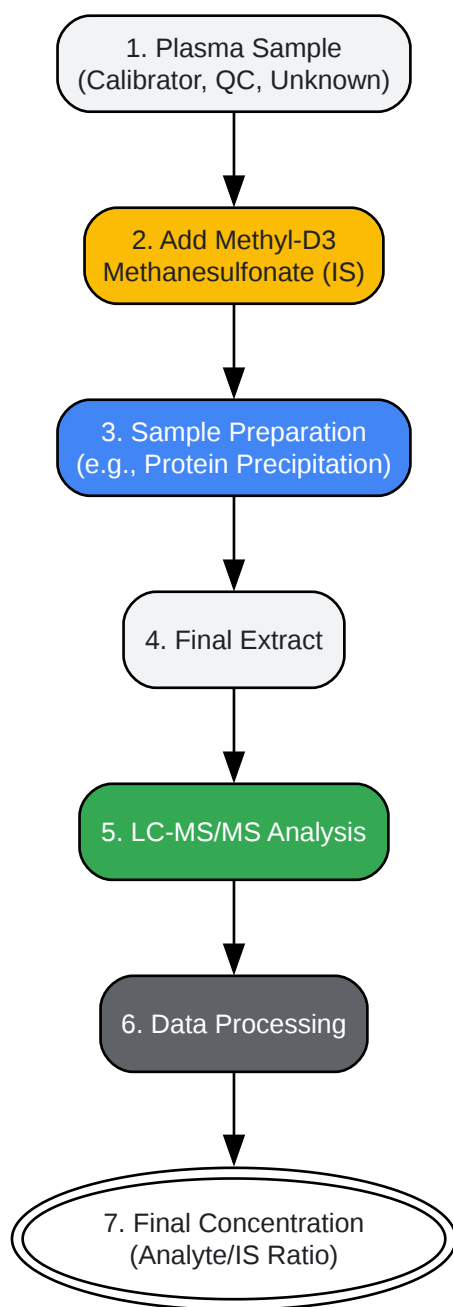 1. Plasma Sample
(Calibrator, QC, Unknown)
2. Add Methyl-D3
Methanesulfonate (IS)
3. Sample Preparation
(e.g., Protein Precipitation)
4. Final Extract
5. LC-MS/MS Analysis
6. Data Processing
7. Final Concentration
(Analyte/IS Ratio)